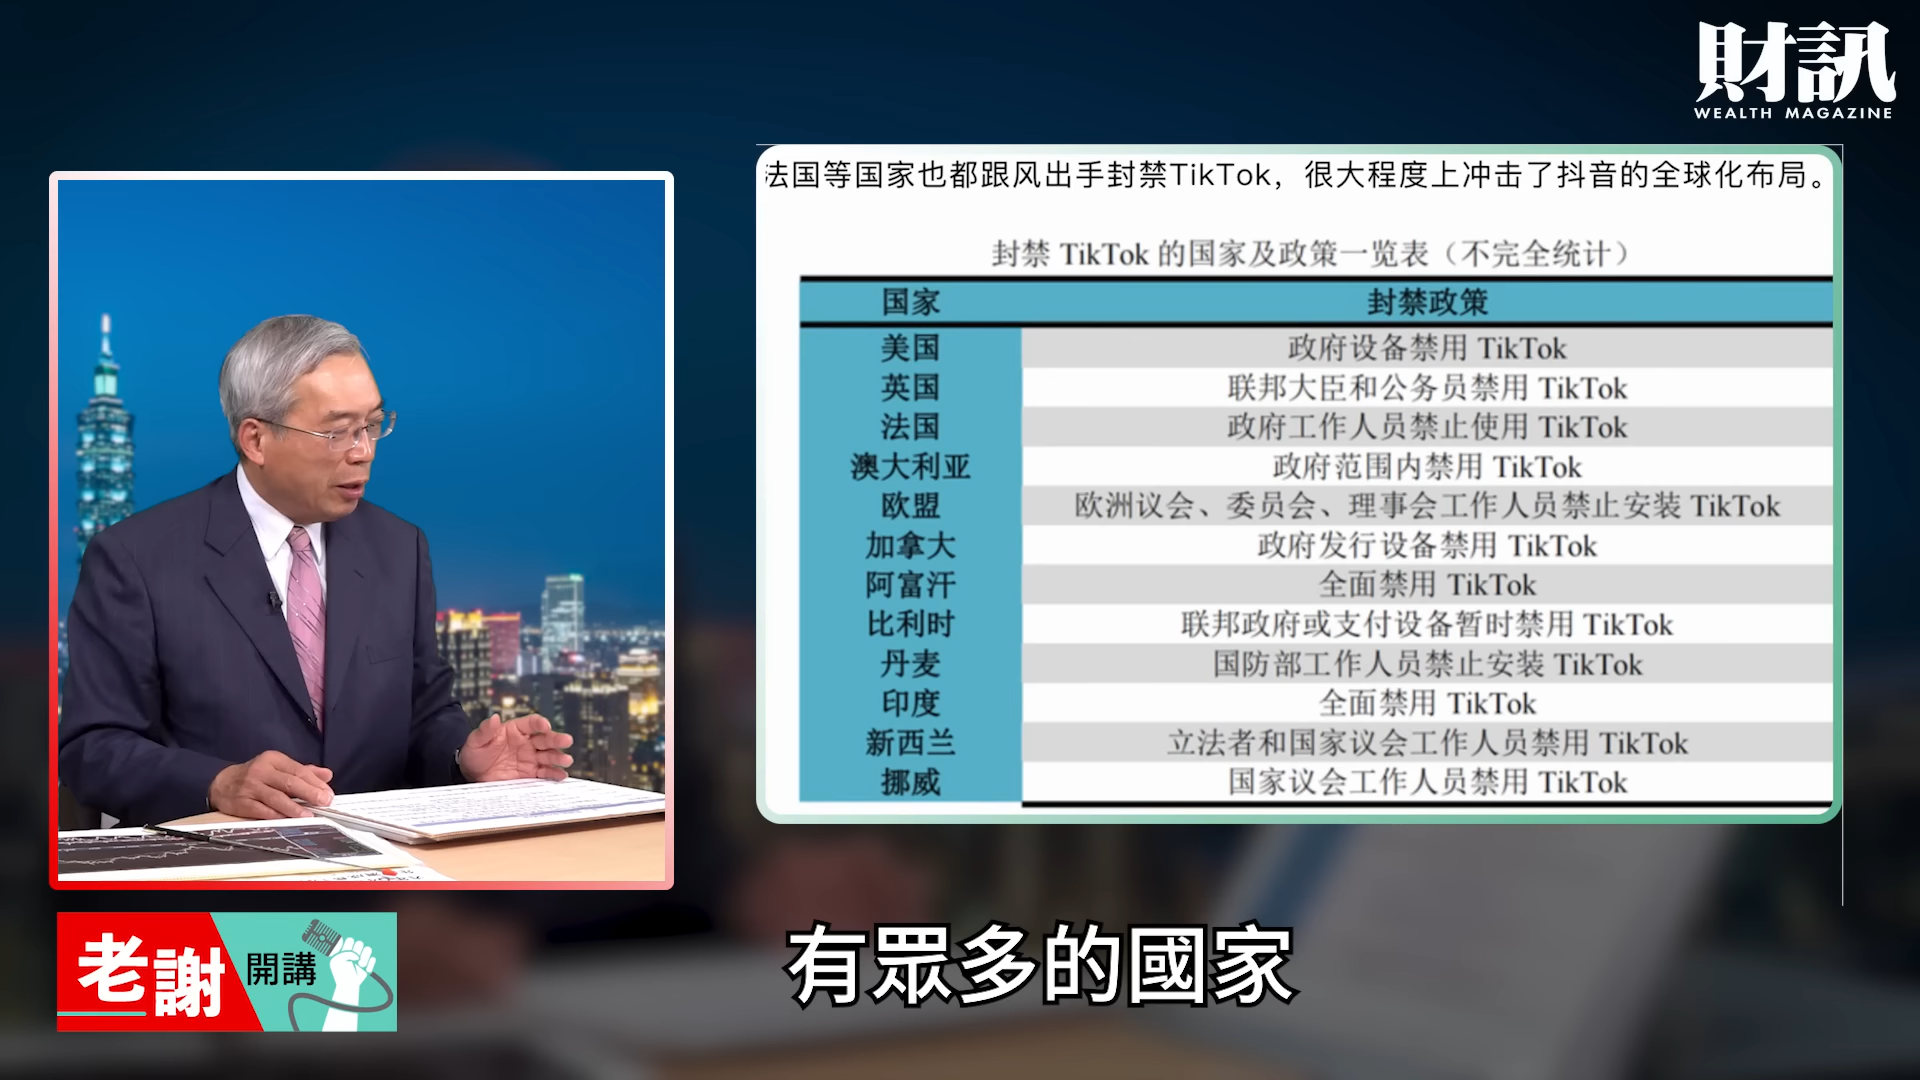 財訊
WEALTH MAGAZINE
法国等国家也都跟风出手封禁TikTok，很大程度上冲击了抖音的全球化布局。
封禁 TikTok 的国家及政策一览表（不完全统计）
国家 封禁政策
美国 政府设备禁用 TikTok
英国 联邦大臣和公务员禁用 TikTok
法国 政府工作人员禁止使用 TikTok
澳大利亚 政府范围内禁用 TikTok
欧盟 欧洲议会、委员会、理事会工作人员禁止安装 TikTok
加拿大 政府发行设备禁用 TikTok
阿富汗 全面禁用 TikTok
比利时 联邦政府或支付设备暂时禁用 TikTok
丹麦 国防部工作人员禁止安装 TikTok
印度 全面禁用 TikTok
新西兰 立法者和国家议会工作人员禁用 TikTok
挪威 国家议会工作人员禁用 TikTok
老謝 開講
有眾多的國家